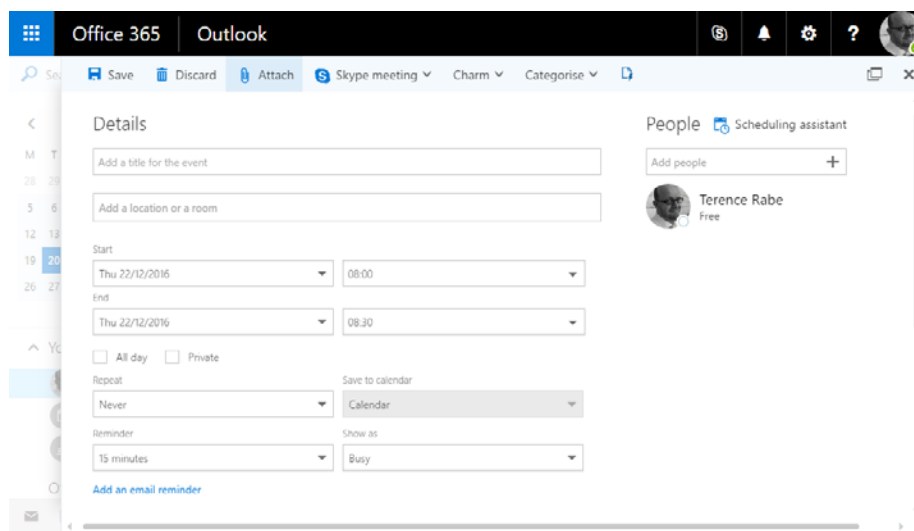 Office 365 Outlook
Save Discard Attach Skype meeting Charm Categorise
Details
People Scheduling assistant
Add a title for the event
Add people
Terence Rabe
Free
Add a location or a room
Start
Thu 22/12/2016 08:00
End
Thu 22/12/2016 08:30
All day Private
Repeat Save to calendar
Never Calendar
Reminder Show as
15 minutes Busy
Add an email reminder
M T
28 29
5 6
12 13
19 20
26 27